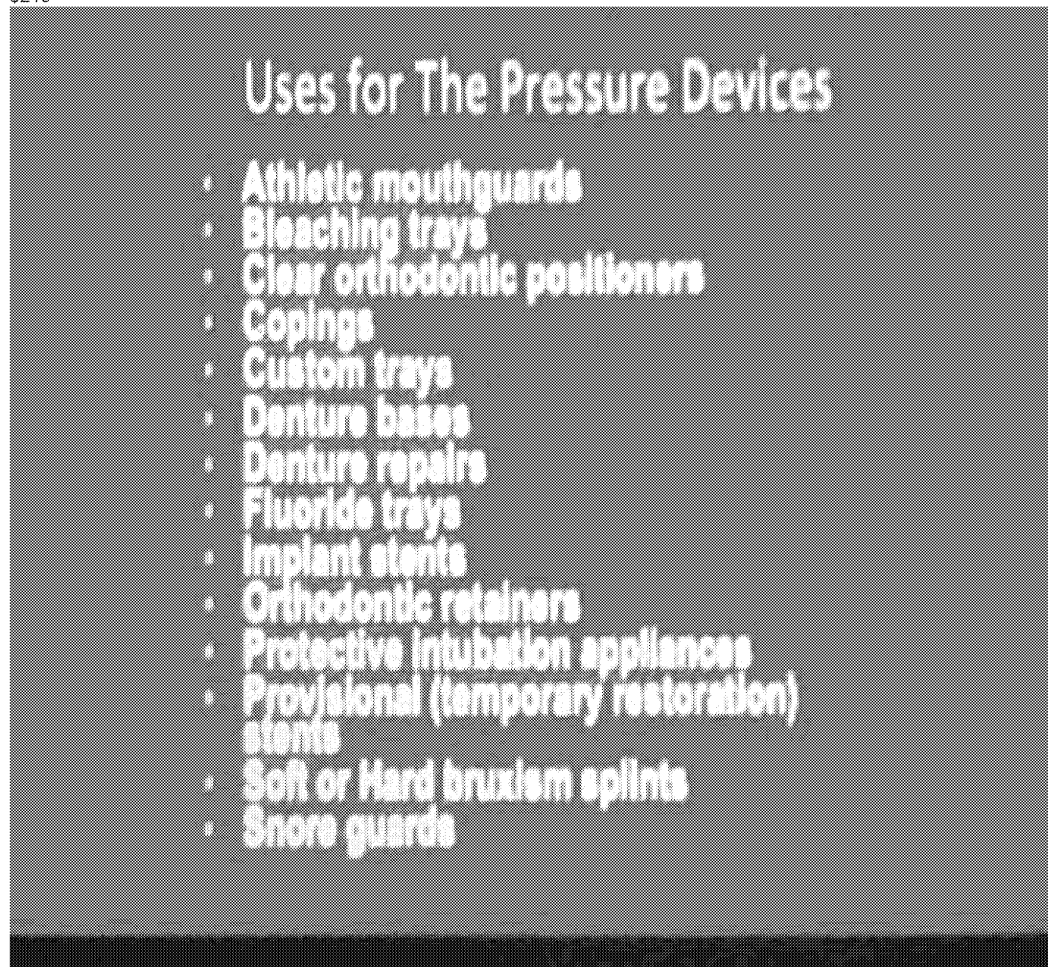 Uses for The Pressure Devices
• Athletic mouthguards
• Bleaching trays
• Clear orthodontic positioners
• Copings
• Custom trays
• Denture bases
• Denture repairs
• Fluoride trays
• Implant stents
• Orthodontic retainers
• Protective intubation appliances
• Provisional (temporary restoration)
stents
• Soft or Hard bruxism splints
• Snore guards